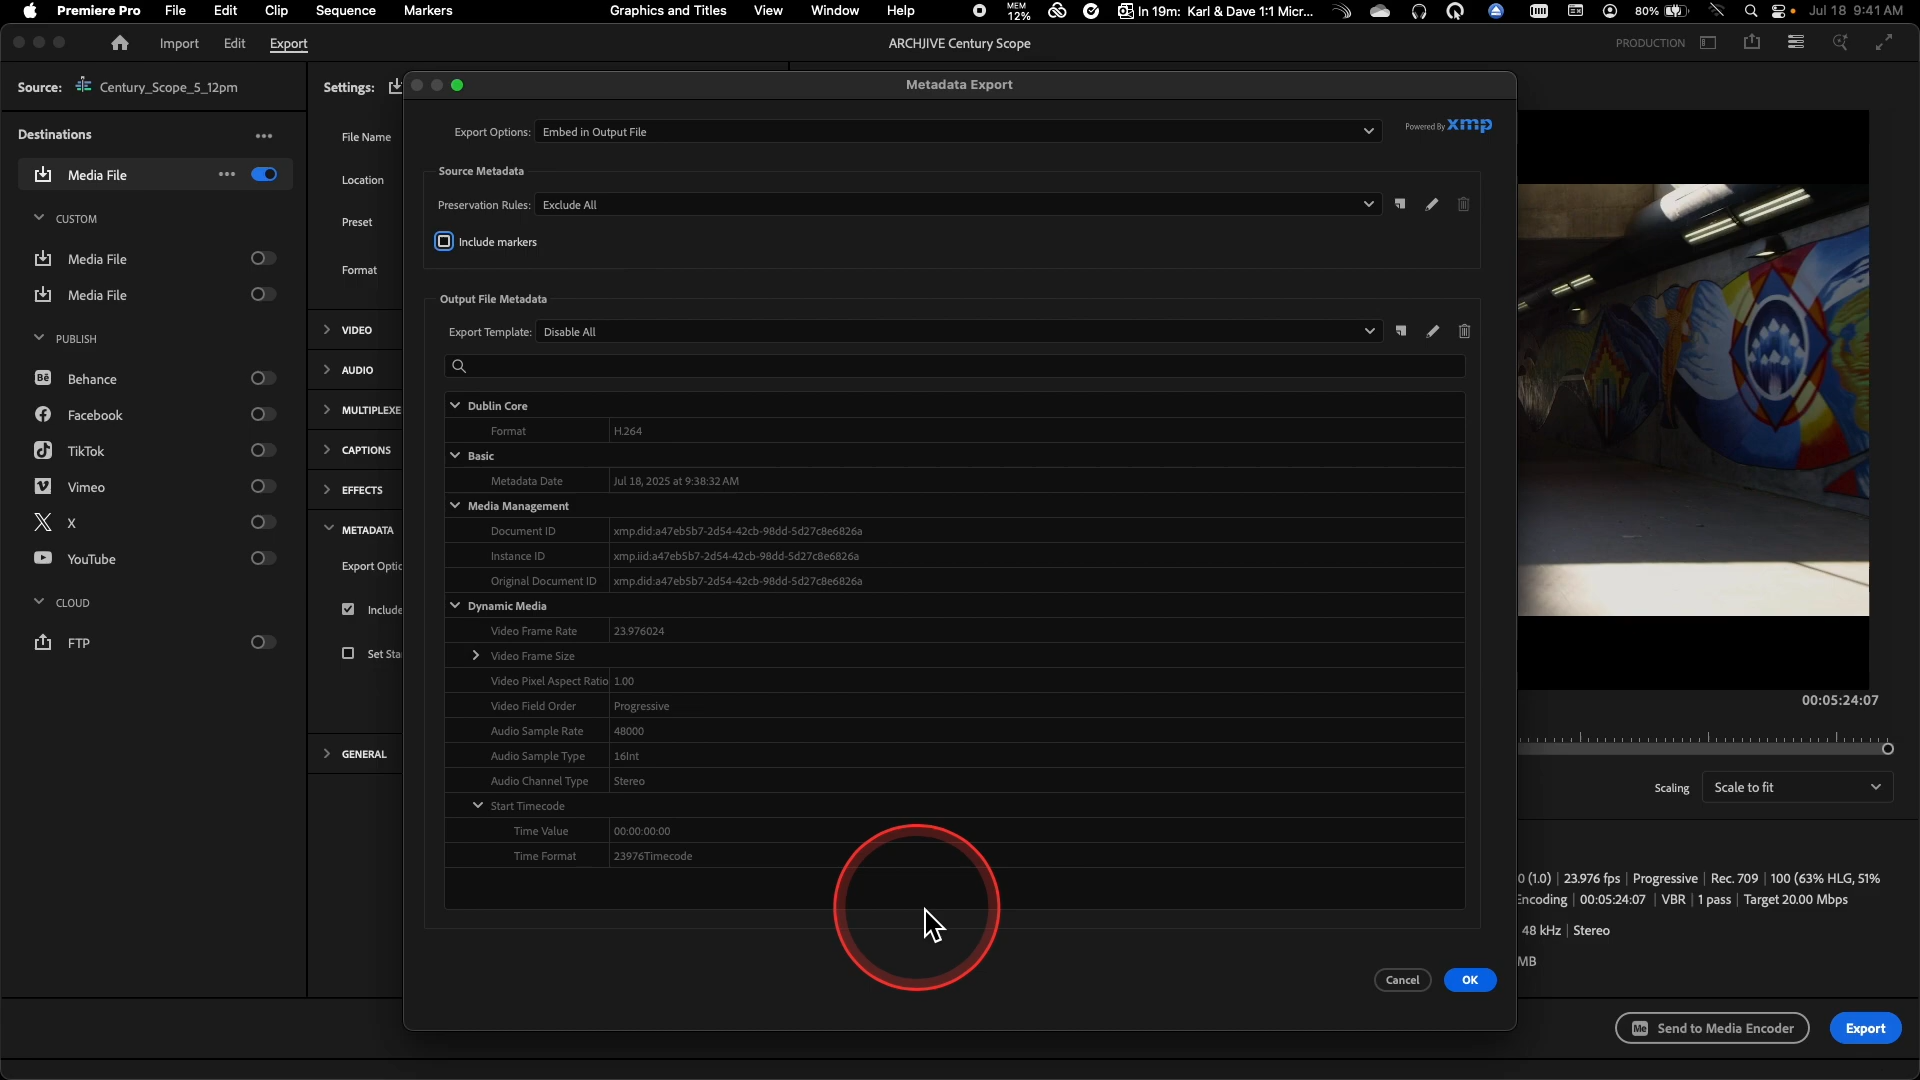 Premiere Pro File Edit Clip Sequence Markers Graphics and Titles View Window Help MEM 12% In 19m: Karl & Dave 1:1 Micr... 80% Jul 18 9:41 AM
Import Edit Export ARCHJIVE Century Scope PRODUCTION
Source: Century_Scope_5_12pm
Settings:
Destinations
Media File
CUSTOM
Media File
Media File
PUBLISH
Behance
Facebook
TikTok
Vimeo
X
YouTube
CLOUD
FTP
File Name
Location
Preset
Format
VIDEO
AUDIO
MULTIPLEXE
CAPTIONS
EFFECTS
METADATA
Export Optio
Include
Set Sta
GENERAL
Metadata Export
Export Options: Embed in Output File
Powered By xmp
Source Metadata
Preservation Rules: Exclude All
Include markers
Output File Metadata
Export Template: Disable All
Dublin Core
Format H.264
Basic
Metadata Date Jul 18, 2025 at 9:38:32 AM
Media Management
Document ID xmp.did:a47eb5b7-2d54-42cb-98dd-5d27c8e6826a
Instance ID xmp.iid:a47eb5b7-2d54-42cb-98dd-5d27c8e6826a
Original Document ID xmp.did:a47eb5b7-2d54-42cb-98dd-5d27c8e6826a
Dynamic Media
Video Frame Rate 23.976024
Video Frame Size
Video Pixel Aspect Ratio 1.00
Video Field Order Progressive
Audio Sample Rate 48000
Audio Sample Type 16Int
Audio Channel Type Stereo
Start Timecode
Time Value 00:00:00:00
Time Format 23976Timecode
Cancel OK
00:05:24:07
Scaling Scale to fit
0 (1.0) | 23.976 fps | Progressive | Rec. 709 | 100 (63% HLG, 51%
Encoding | 00:05:24:07 | VBR | 1 pass | Target 20.00 Mbps
48 kHz | Stereo
MB
Me Send to Media Encoder Export